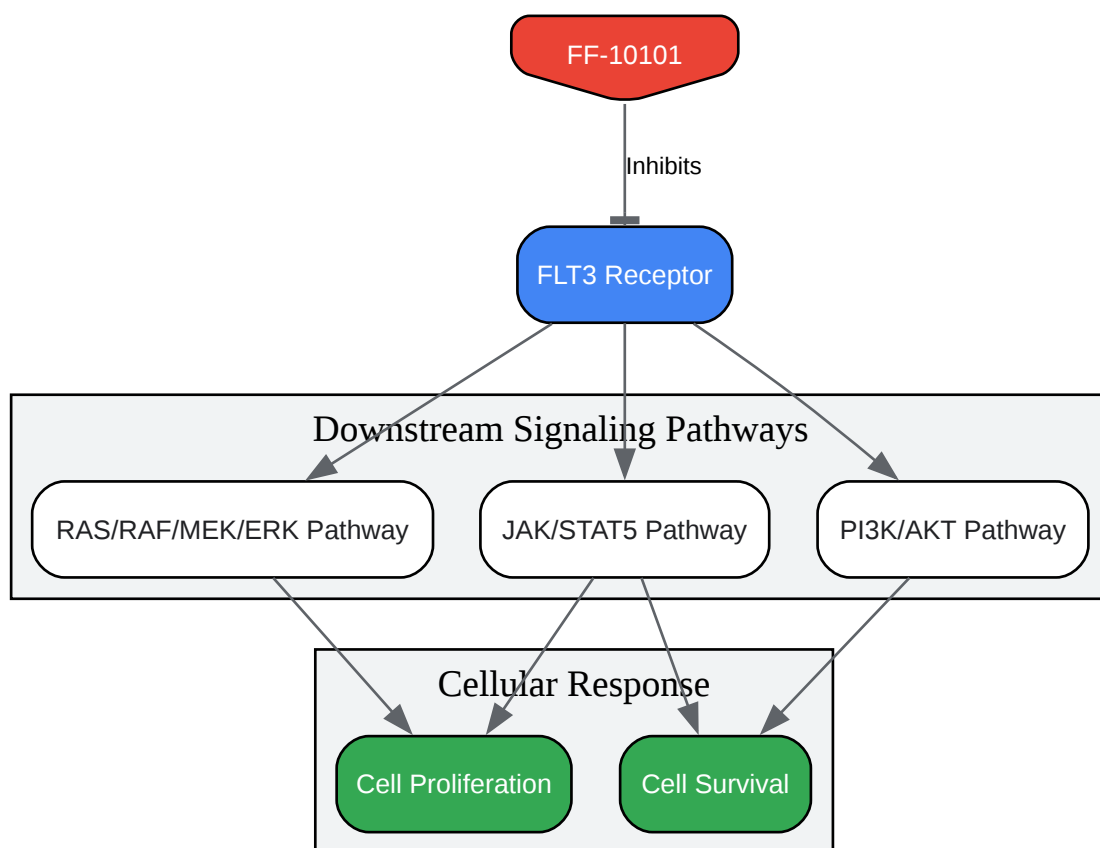 FF-10101
Inhibits
FLT3 Receptor
Downstream Signaling Pathways
RAS/RAF/MEK/ERK Pathway
JAK/STAT5 Pathway
PI3K/AKT Pathway
Cellular Response
Cell Proliferation
Cell Survival